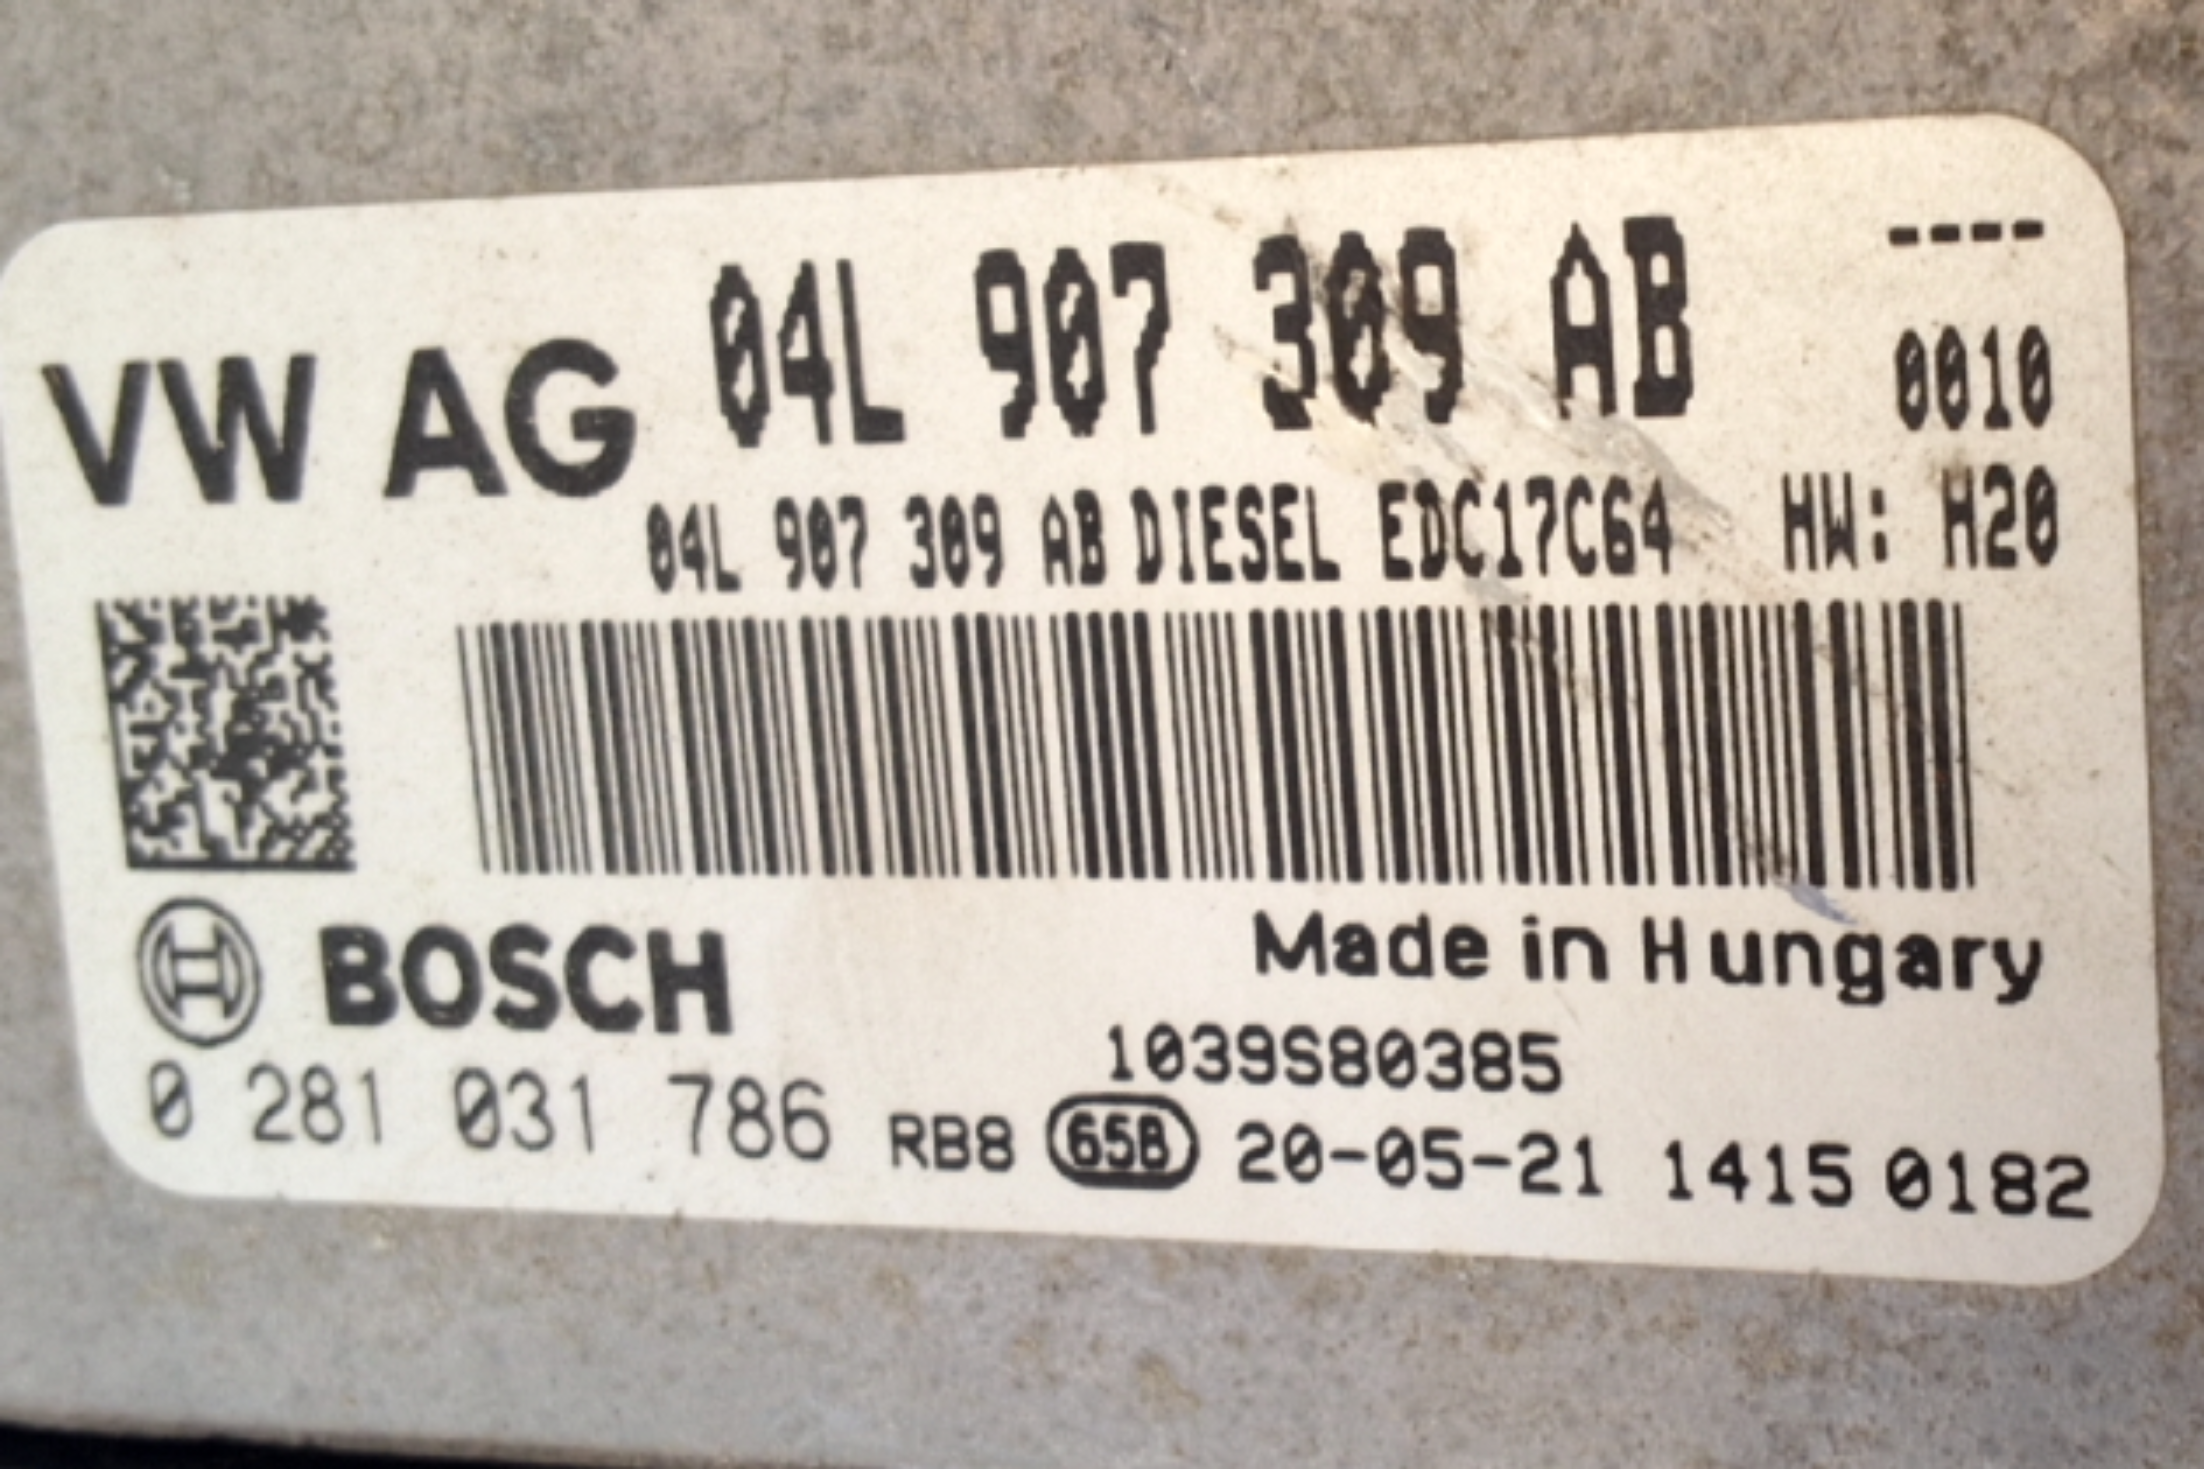 VW AG 04L 907 309 AB ----
0010
04L 907 309 AB DIESEL EDC17C64 HW: H20
BOSCH Made in Hungary
1039S80385
0 281 031 786 RB8 65B 20-05-21 1415 0182